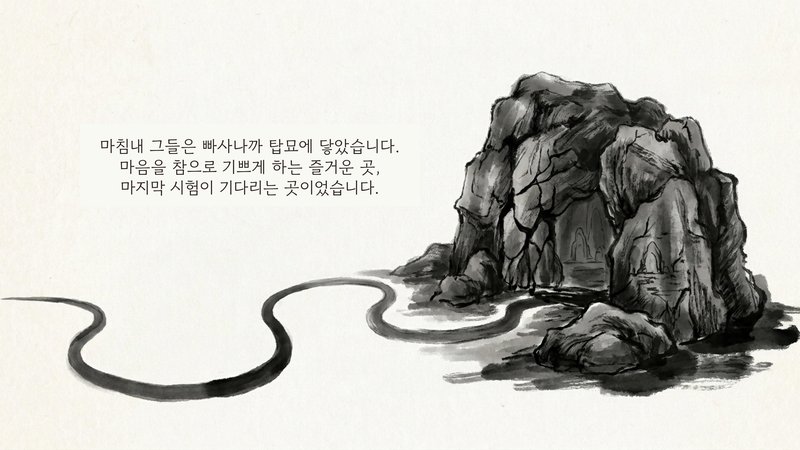 마침내 그들은 빠사나까 탑묘에 닿았습니다.
마음을 참으로 기쁘게 하는 즐거운 곳,
마지막 시험이 기다리는 곳이었습니다.